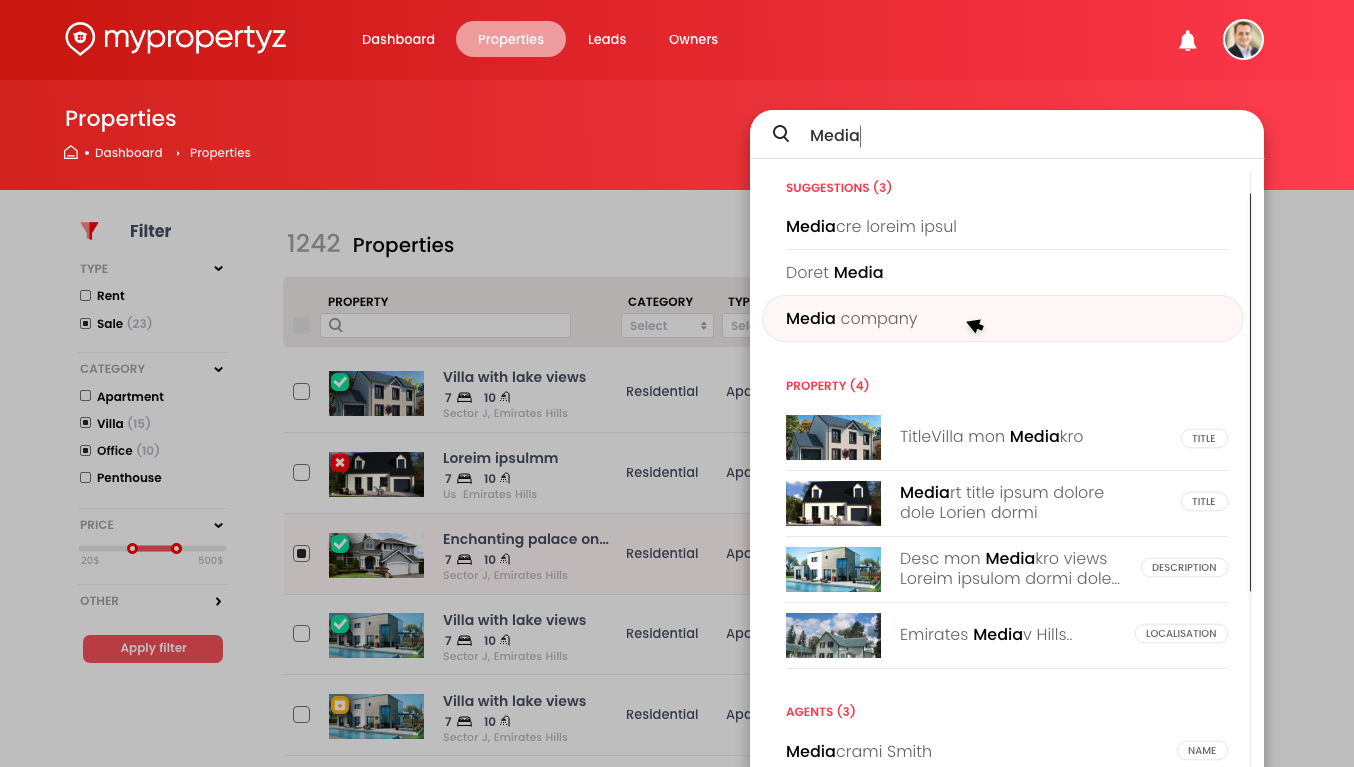 mypropertyz
Dashboard
Properties
Leads
Owners
Properties
Dashboard
Properties
Media
Filter
TYPE
Rent
Sale (23)
CATEGORY
Apartment
Villa (15)
Office (10)
Penthouse
PRICE
20$
500$
OTHER
Apply filter
1242 Properties
PROPERTY
CATEGORY
TYP
Select
Sel
Villa with lake views
7
10
Sector J, Emirates Hills
Residential
Apa
Loreim ipsulmm
7
10
Us Emirates Hills
Residential
Apa
Enchanting palace on...
7
10
Sector J, Emirates Hills
Residential
Apa
Villa with lake views
7
10
Sector J, Emirates Hills
Residential
Apa
Villa with lake views
7
10
Sector J, Emirates Hills
Residential
Apa
SUGGESTIONS (3)
Mediacre loreim ipsul
Doret Media
Media company
PROPERTY (4)
TitleVilla mon Mediakro
TITLE
Mediart title ipsum dolore
dole Lorien dormi
TITLE
Desc mon Mediakro views
Loreim ipsulom dormi dole...
DESCRIPTION
Emirates Mediav Hills..
LOCALISATION
AGENTS (3)
Mediacrami Smith
NAME